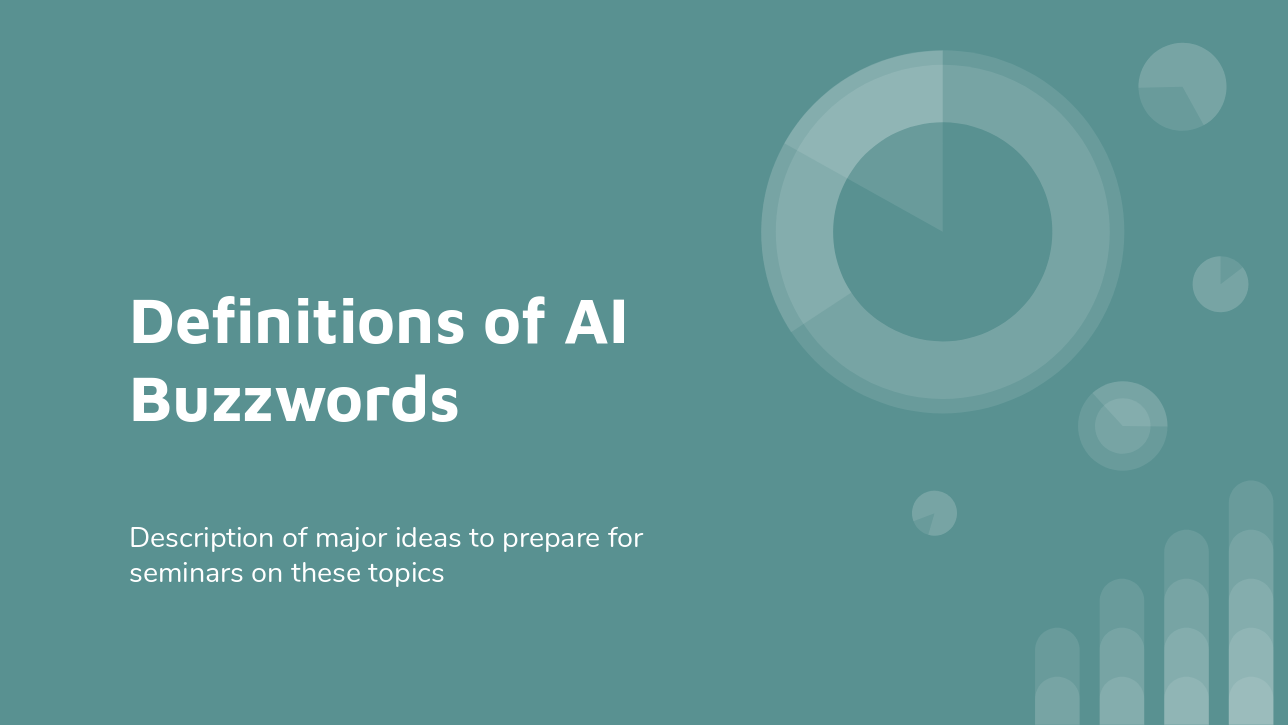 Definitions of AI
Buzzwords
Description of major ideas to prepare for
seminars on these topics